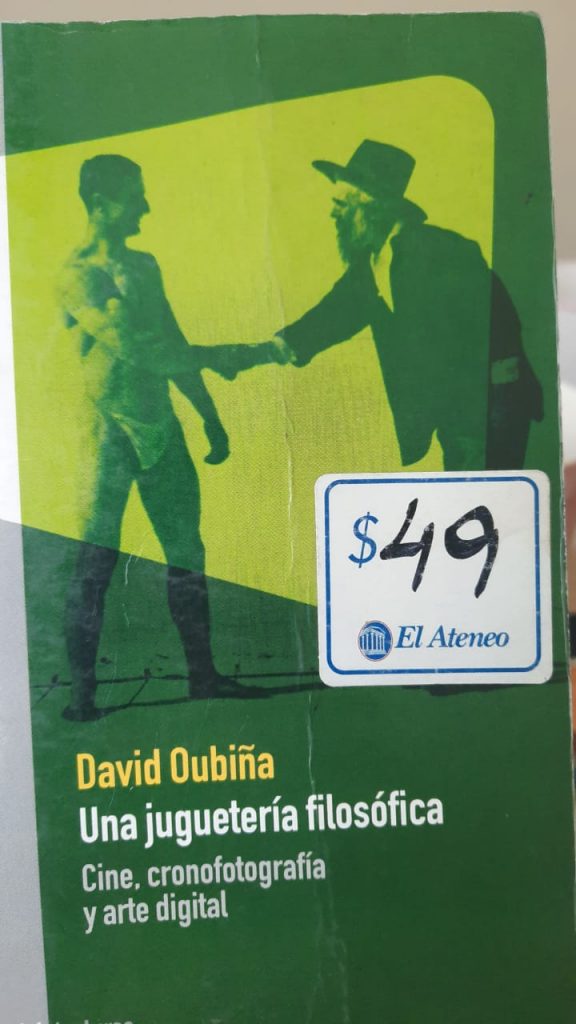 $49
El Ateneo
David Oubiña
Una juguetería filosófica
Cine, cronofotografía
y arte digital